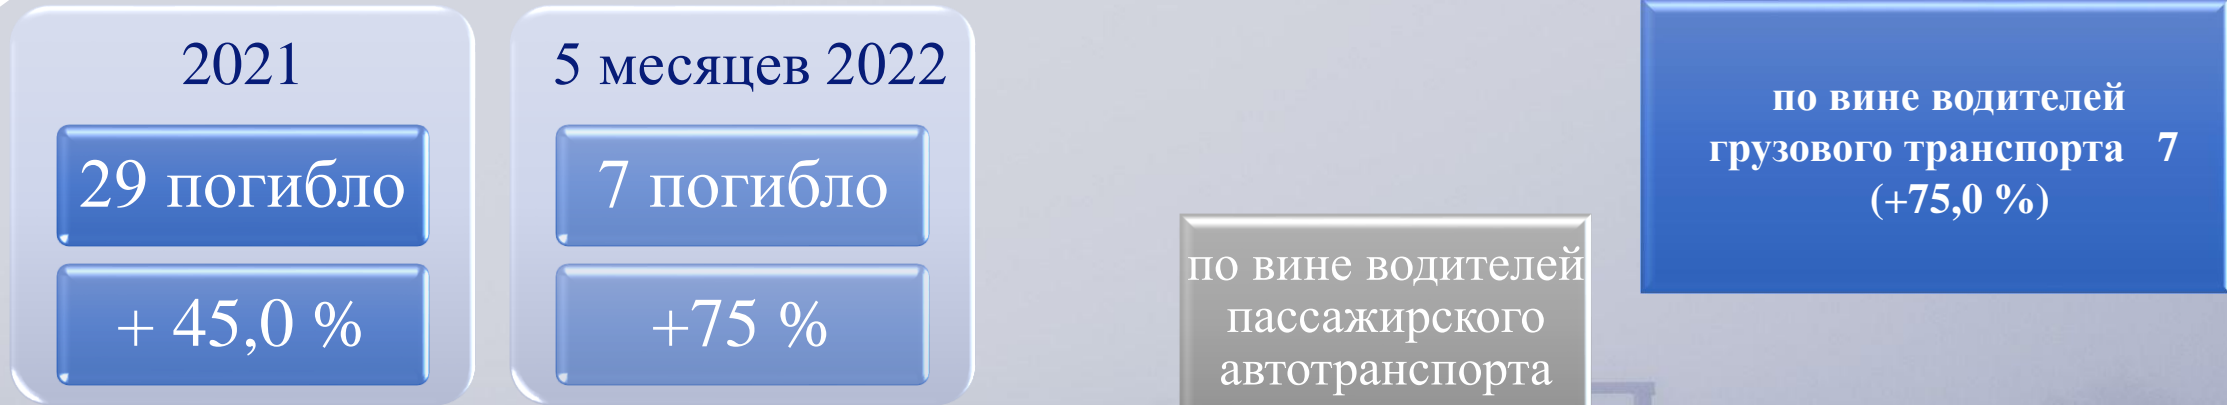 2021
29 погибло
+ 45,0 %
5 месяцев 2022
7 погибло
+75 %
по вине водителей
пассажирского
автотранспорта
по вине водителей
грузового транспорта 7
(+75,0 %)